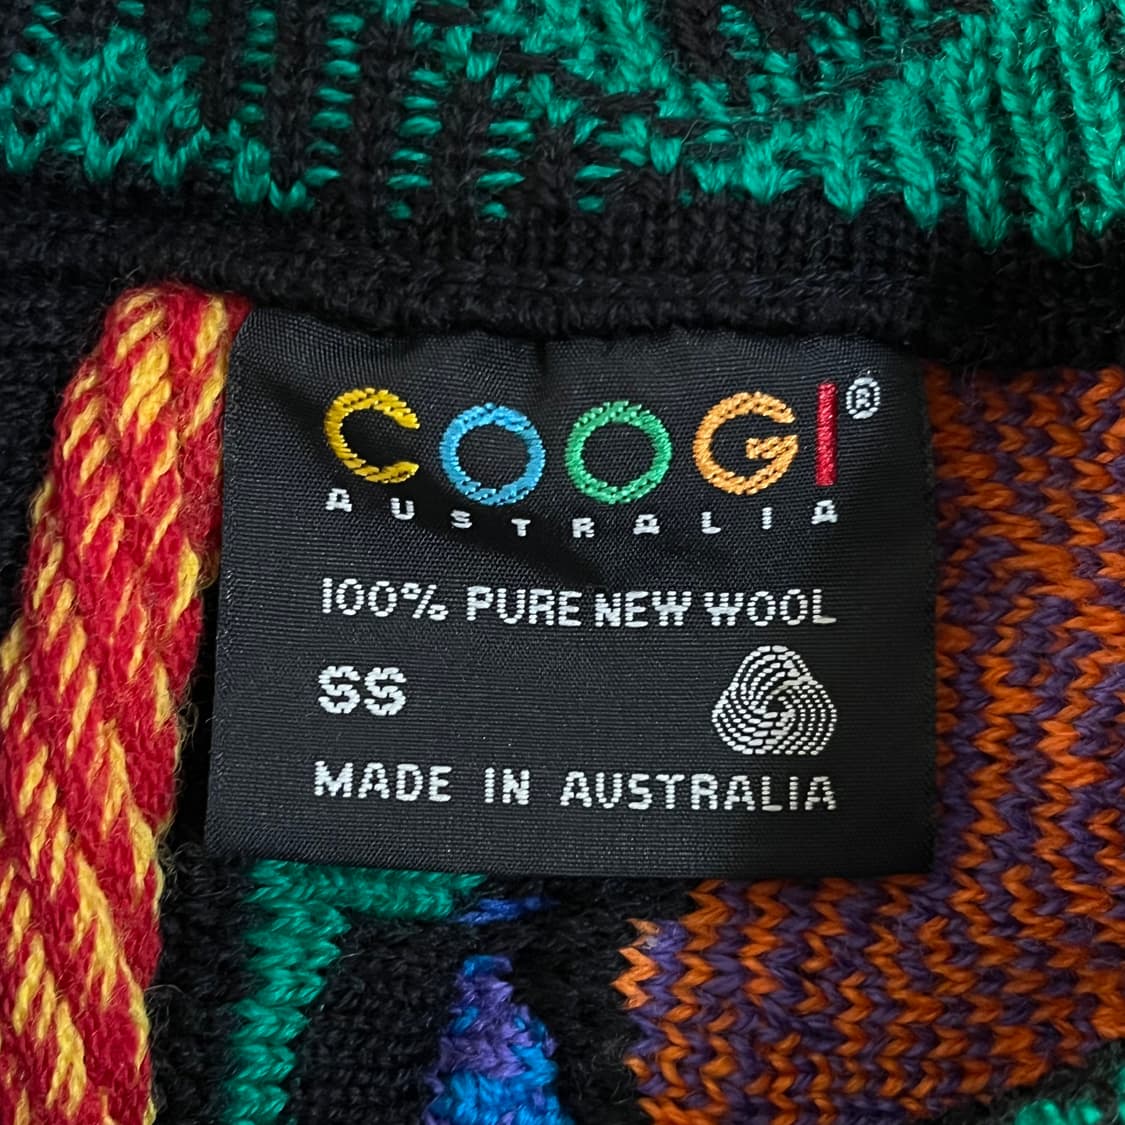 COOGI®
AUSTRALIA
100% PURE NEW WOOL
SS
MADE IN AUSTRALIA